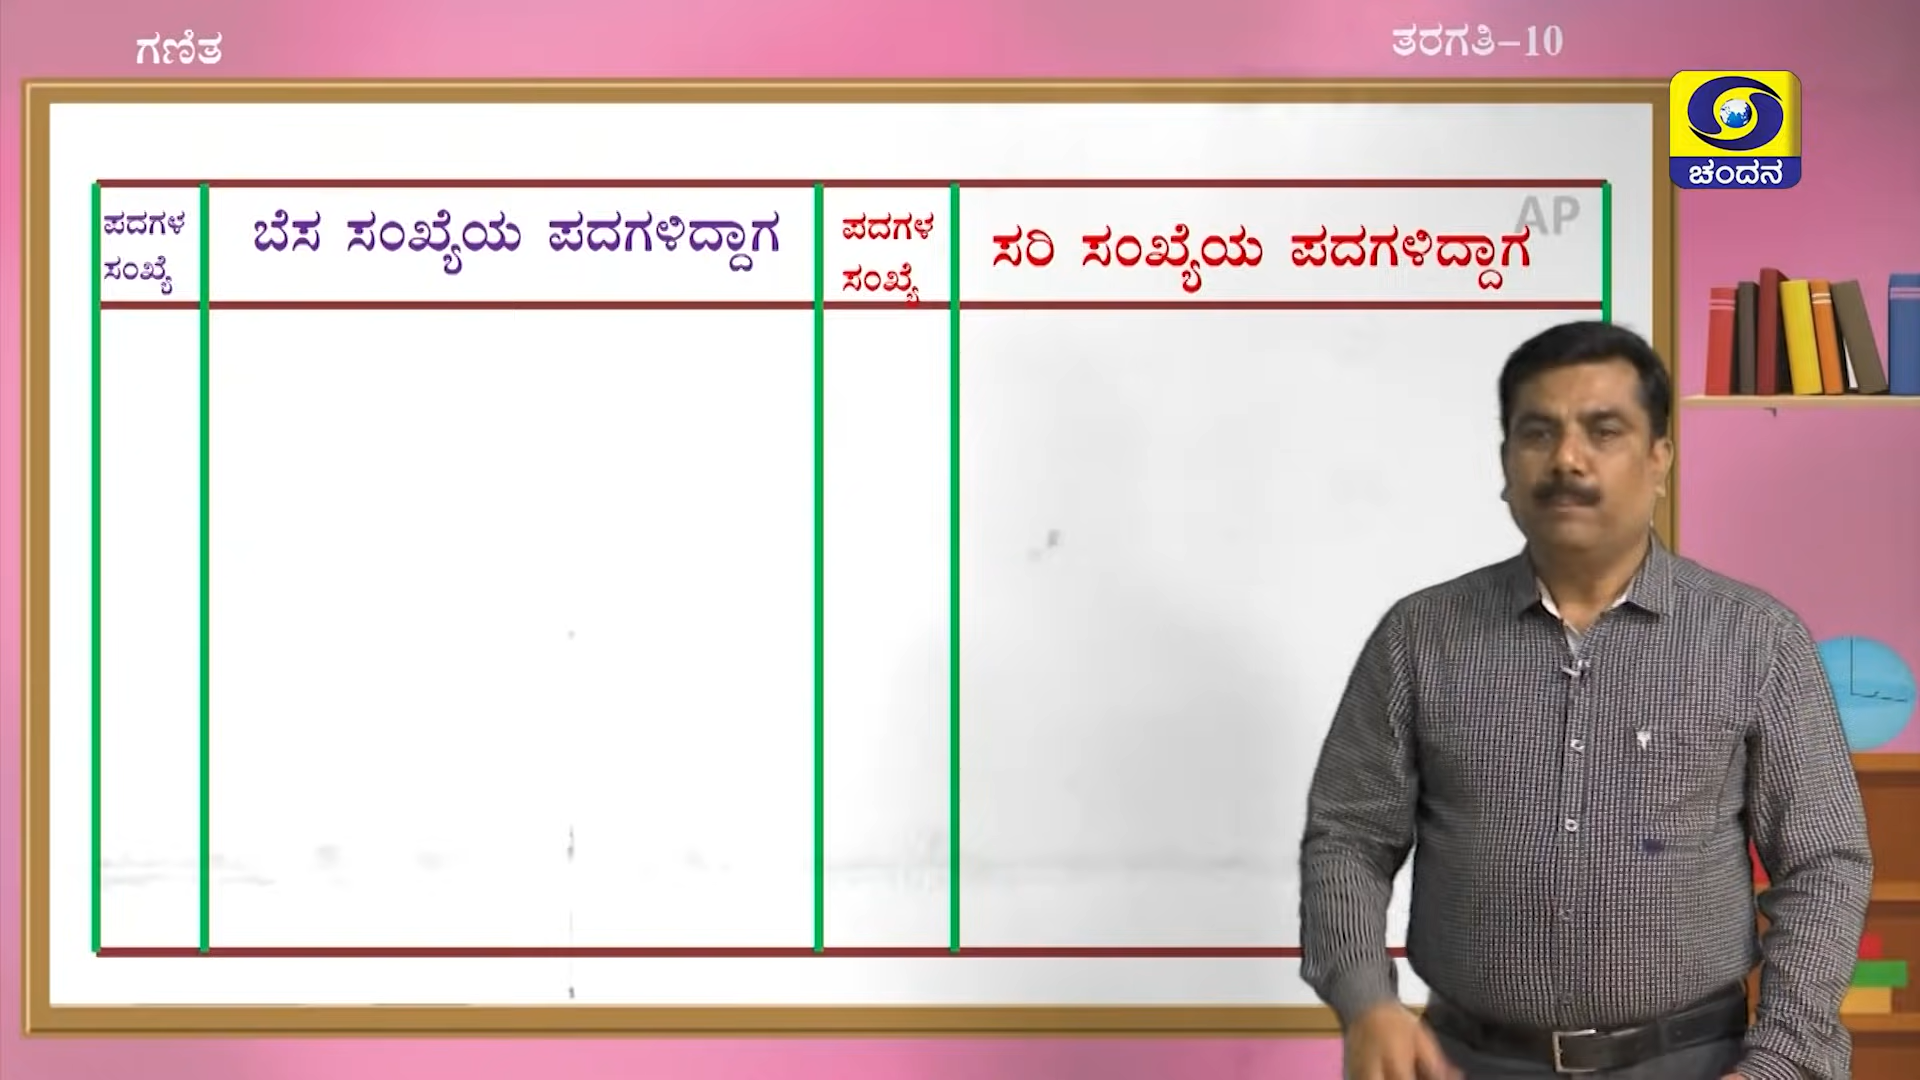 ಗಣಿತ
ತರಗತಿ-10
ಚಂದನ
AP
ಪದಗಳ
ಸಂಖ್ಯೆ
ಬೆಸ ಸಂಖ್ಯೆಯ ಪದಗಳಿದ್ದಾಗ
ಪದಗಳ
ಸಂಖ್ಯೆ
ಸರಿ ಸಂಖ್ಯೆಯ ಪದಗಳಿದ್ದಾಗ